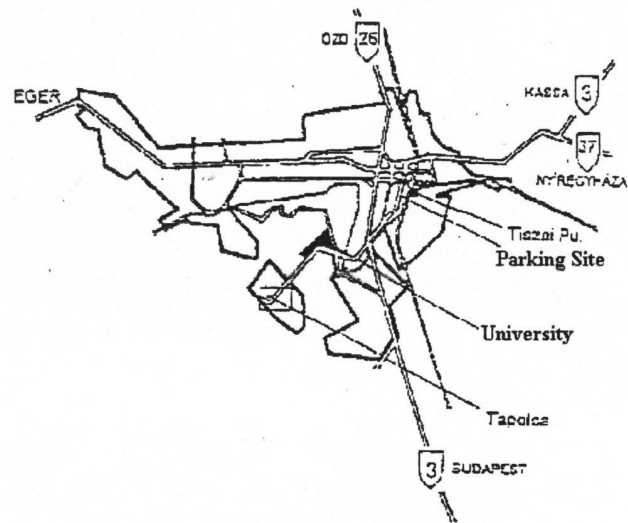 OZD 26
EGER
KASSA 3
37
NYÍREGYHÁZA
Tiszai Pu.
Parking Site
University
Tapolca
3 BUDAPEST